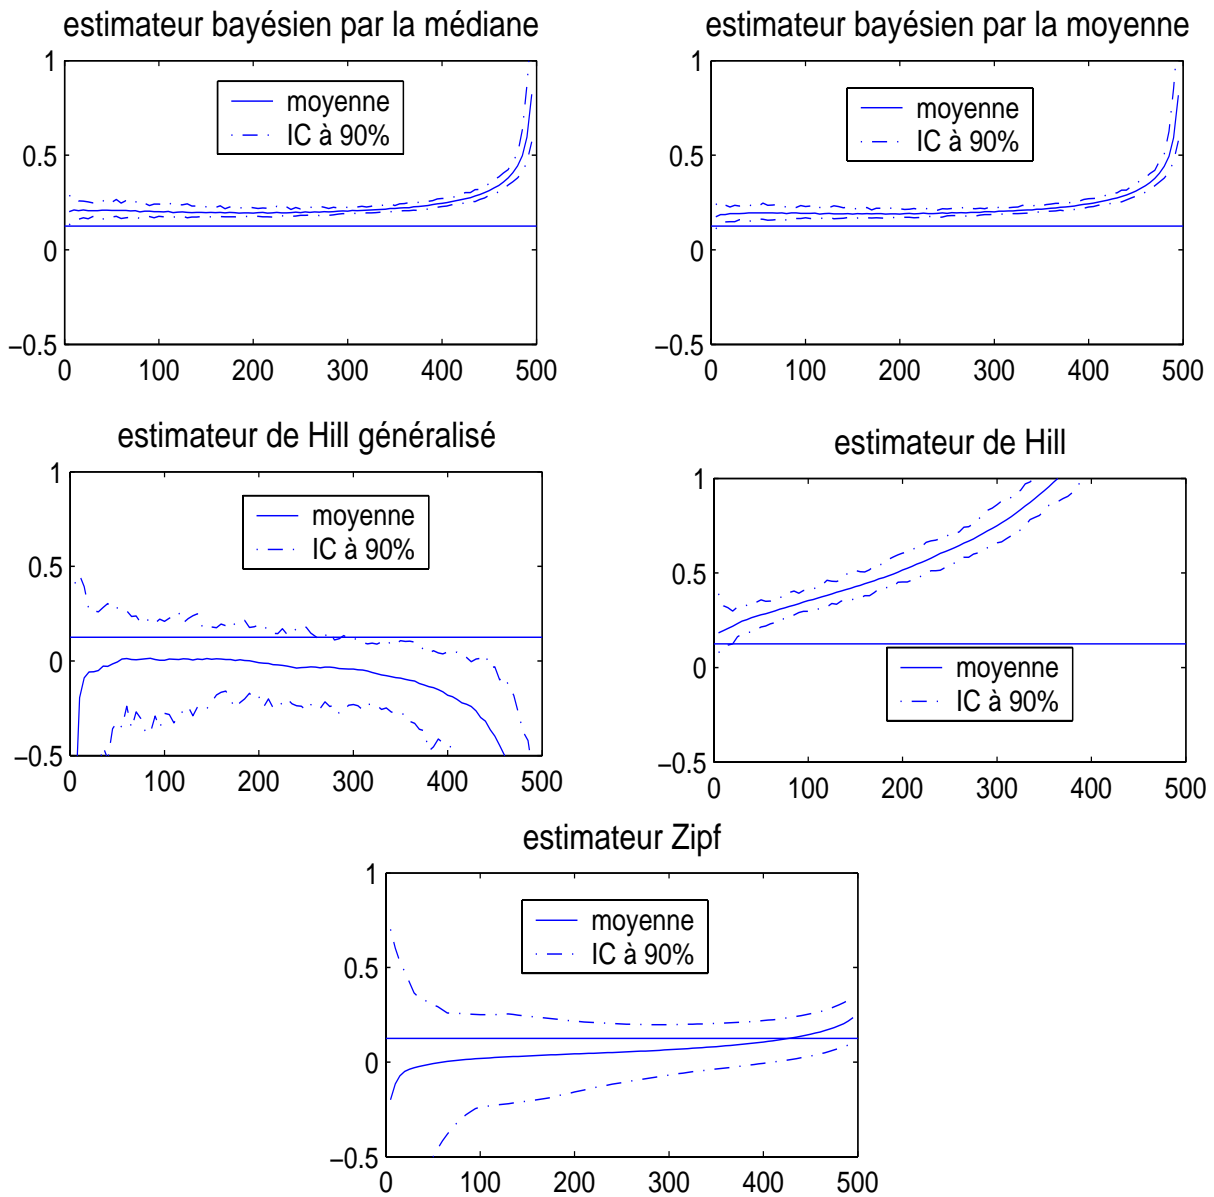 estimateur bayésien par la médiane
1
0.5
0
−0.5
0 100 200 300 400 500
moyenne
IC à 90%
estimateur bayésien par la moyenne
1
0.5
0
−0.5
0 100 200 300 400 500
moyenne
IC à 90%
estimateur de Hill généralisé
1
0.5
0
−0.5
0 100 200 300 400 500
moyenne
IC à 90%
estimateur de Hill
1
0.5
0
−0.5
0 100 200 300 400 500
moyenne
IC à 90%
estimateur Zipf
1
0.5
0
−0.5
0 100 200 300 400 500
moyenne
IC à 90%